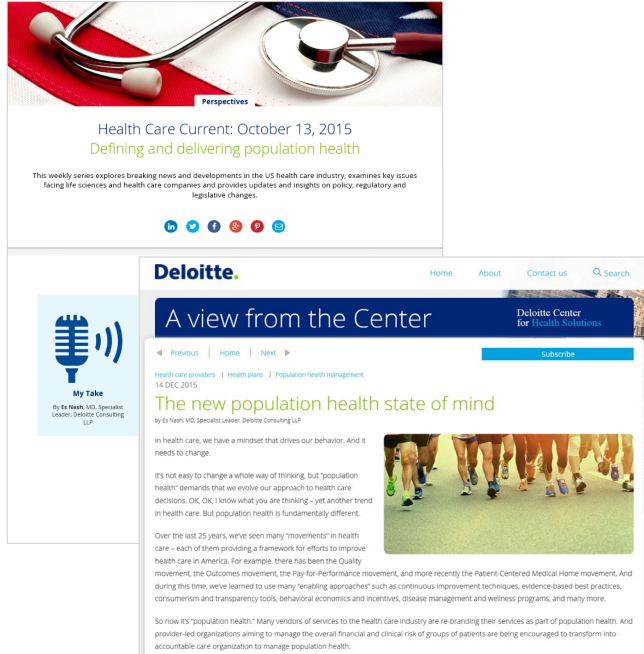 Perspectives
Health Care Current: October 13, 2015
Defining and delivering population health
This weekly series explores breaking news and developments in the US health care industry, examines key issues
facing life sciences and health care companies and provides updates and insights on policy, regulatory and
legislative changes.
My Take
By Es Nash, MD, Specialist
Leader, Deloitte Consulting
LLP
Deloitte.
Home About Contact us Search
A view from the Center
Deloitte Center
for Health Solutions
Previous | Home | Next
Subscribe
Health care providers | Health plans | Population health management
14 DEC 2015
The new population health state of mind
by Es Nash, MD, Specialist Leader, Deloitte Consulting LLP
In health care, we have a mindset that drives our behavior. And it
needs to change.
It's not easy to change a whole way of thinking, but "population
health" demands that we evolve our approach to health care
decisions. OK, OK, I know what you are thinking – yet another trend
in health care. But population health is fundamentally different.
Over the last 25 years, we've seen many "movements" in health
care – each of them providing a framework for efforts to improve
health care in America. For example, there has been the Quality
movement, the Outcomes movement, the Pay-for-Performance movement, and more recently the Patient-Centered Medical Home movement. And
during this time, we've learned to use many "enabling approaches" such as continuous improvement techniques, evidence-based best practices,
consumerism and transparency tools, behavioral economics and incentives, disease management and wellness programs, and many more.
So now it's "population health." Many vendors of services to the health care industry are re-branding their services as part of population health. And
provider-led organizations aiming to manage the overall financial and clinical risk of groups of patients are being encouraged to transform into
accountable care organization to manage population health.